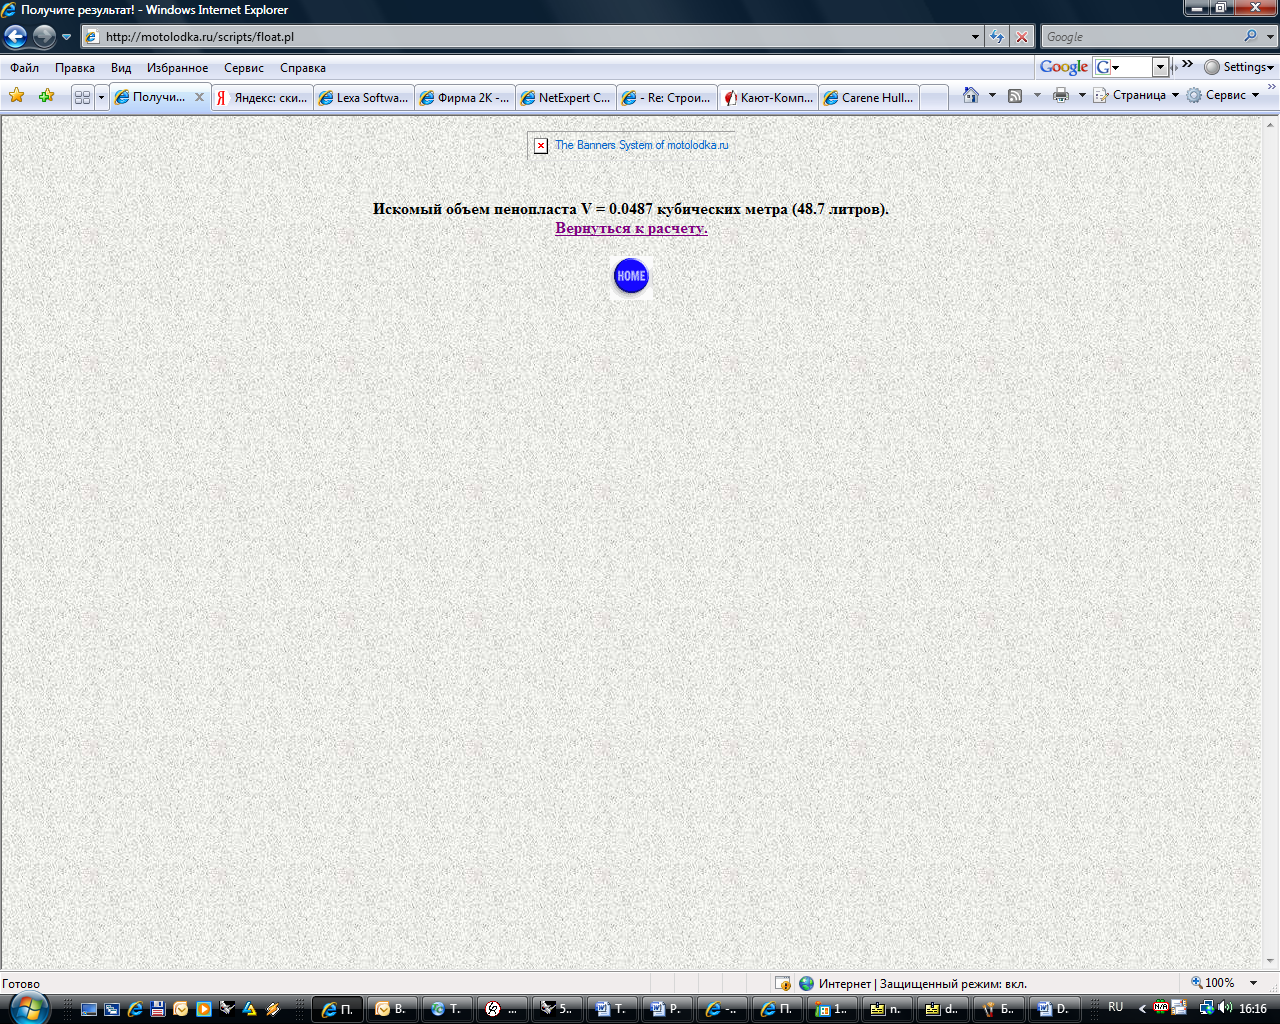 Получите результат! - Windows Internet Explorer
http://motolodka.ru/scripts/float.pl
Google
Файл Правка Вид Избранное Сервис Справка
Google G Settings
Получи... Яндекс: ски... Lexa Softwa... Фирма 2К -... NetExpert C... - Re: Строи... Кают-Комп... Carene Hull... Страница Сервис
The Banners System of motolodka.ru
Искомый объем пенопласта V = 0.0487 кубических метра (48.7 литров).
Вернуться к расчету.
HOME
Готово Интернет | Защищенный режим: вкл. 100%
П. В. Т. ... 5.. Т. Р. -.. П. 1.. n. d.. Б.. D. RU 16:16